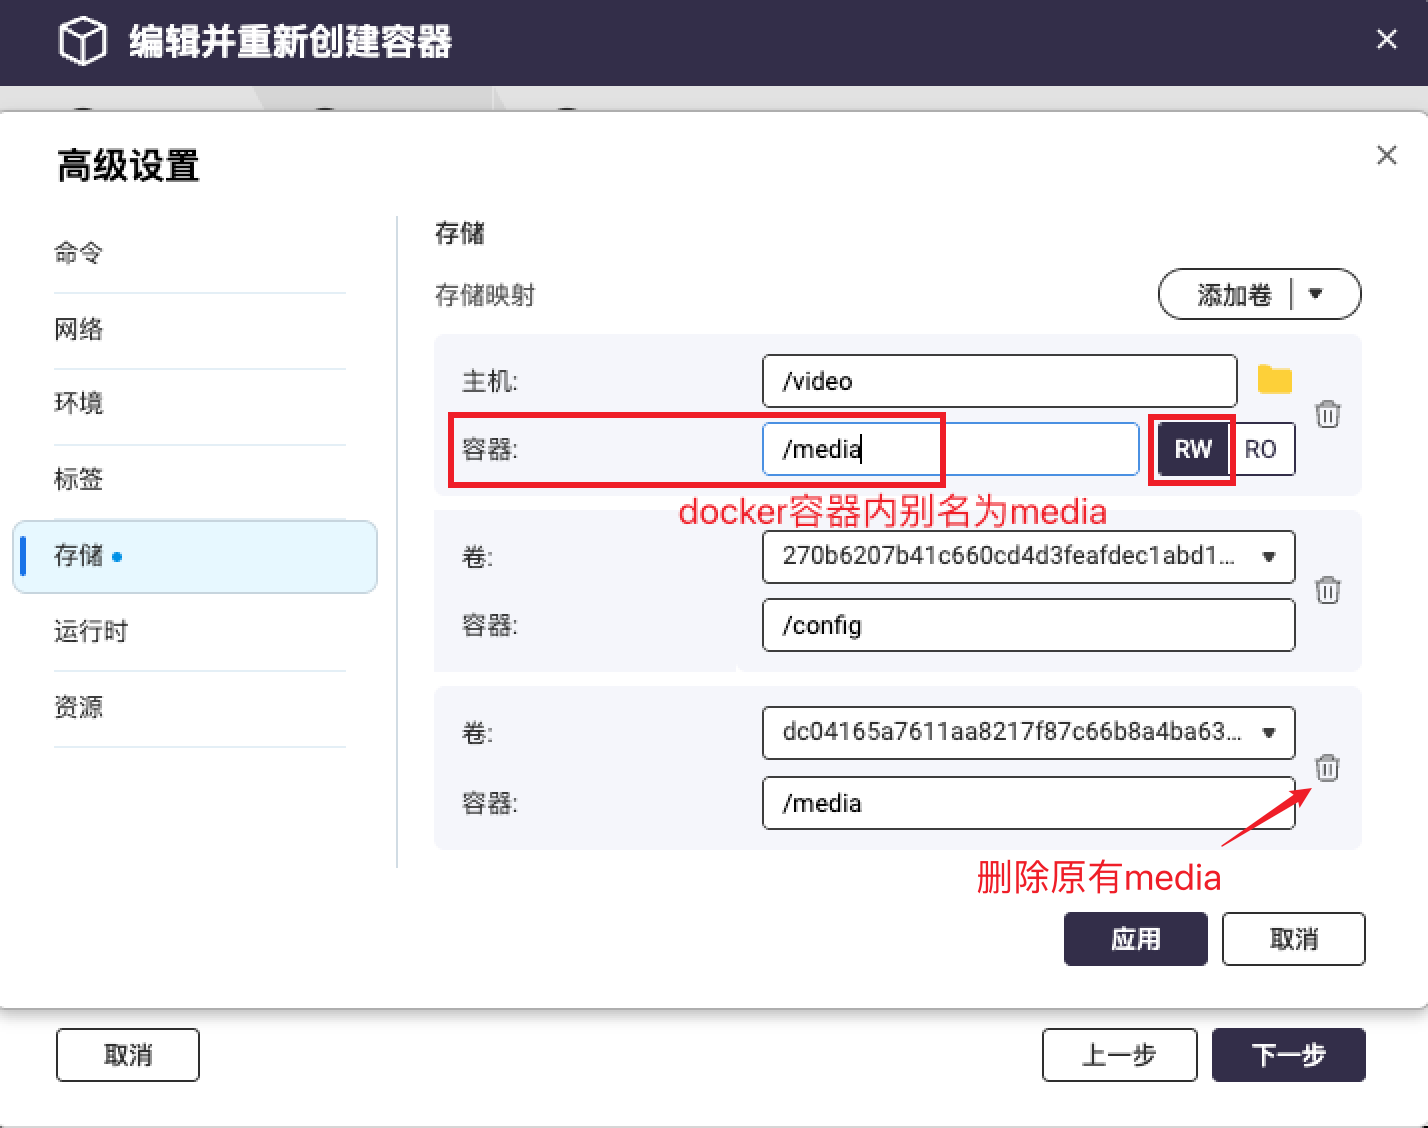 编辑并重新创建容器
高级设置
命令
网络
环境
标签
存储
运行时
资源
存储
存储映射
添加卷
主机:
/video
容器:
/media
RW
RO
docker容器内别名为media
卷:
270b6207b41c660cd4d3feafdec1abd1...
容器:
/config
卷:
dc04165a7611aa8217f87c66b8a4ba63...
容器:
/media
删除原有media
应用
取消
取消
上一步
下一步